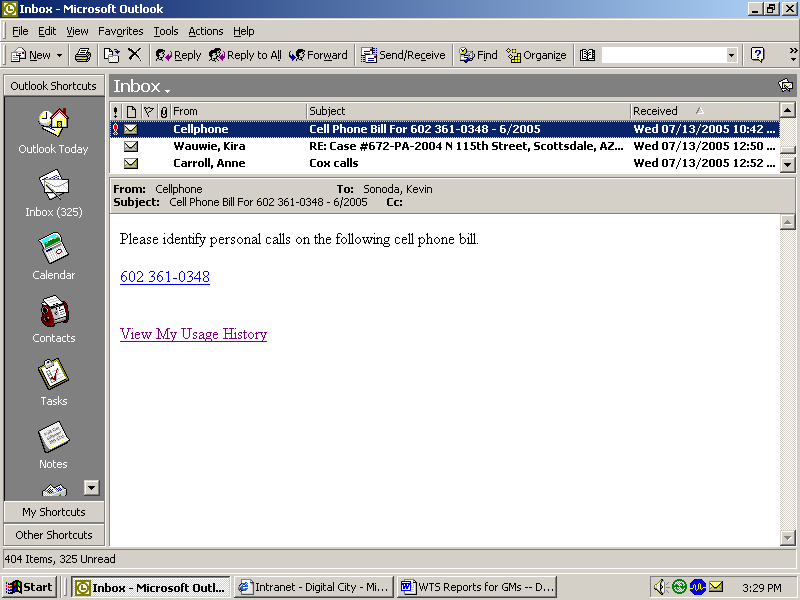 Inbox - Microsoft Outlook
File Edit View Favorites Tools Actions Help
New Reply Reply to All Forward Send/Receive Find Organize
Outlook Shortcuts
Inbox
From Subject Received
Cellphone Cell Phone Bill For 602 361-0348 - 6/2005 Wed 07/13/2005 10:42 ...
Wauwie, Kira RE: Case #672-PA-2004 N 115th Street, Scottsdale, AZ... Wed 07/13/2005 12:50 ...
Carroll, Anne Cox calls Wed 07/13/2005 12:52 ...
From: Cellphone To: Sonoda, Kevin
Subject: Cell Phone Bill For 602 361-0348 - 6/2005 Cc:
Please identify personal calls on the following cell phone bill.
602 361-0348
View My Usage History
Outlook Today
Inbox (325)
Calendar
Contacts
Tasks
Notes
My Shortcuts
Other Shortcuts
404 Items, 325 Unread
Start Inbox - Microsoft Outl... Intranet - Digital City - Mi... WTS Reports for GMs -- D... 3:29 PM